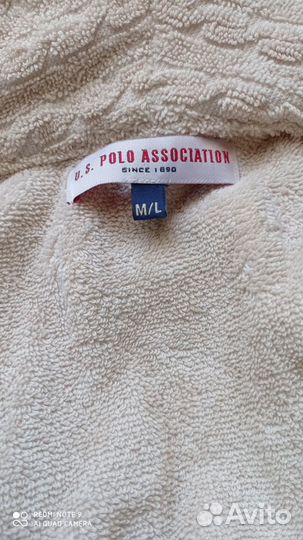 U.S. POLO ASSOCIATION
SINCE 1890
M/L
REDMI NOTE 9
AI QUAD CAMERA
Avito